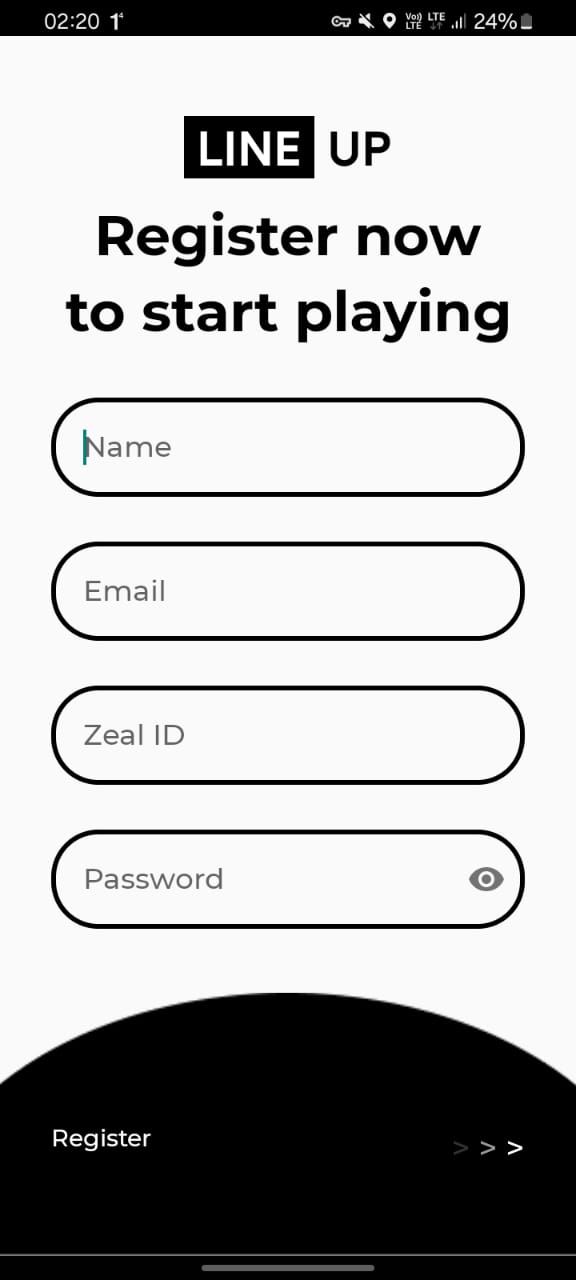 02:20
Vo)) LTE
LTE
24%
LINE UP
Register now
to start playing
Name
Email
Zeal ID
Password
Register
> > >